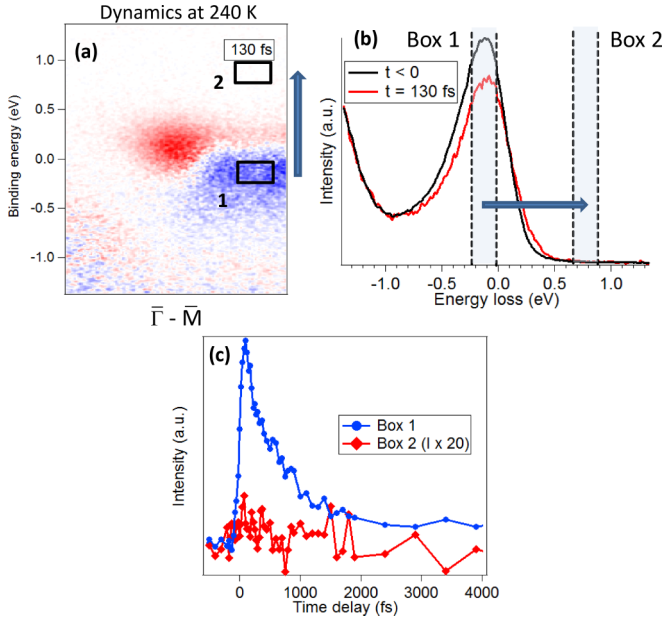 Dynamics at 240 K
(a)
130 fs
2
1
1.0
0.5
0.0
-0.5
-1.0
Binding energy (eV)
Γ̅ - M̅
(b)
Box 1
Box 2
t < 0
t = 130 fs
Intensity (a.u.)
-1.0
-0.5
0.0
0.5
1.0
Energy loss (eV)
(c)
Box 1
Box 2 (I x 20)
Intensity (a.u.)
0
1000
2000
3000
4000
Time delay (fs)